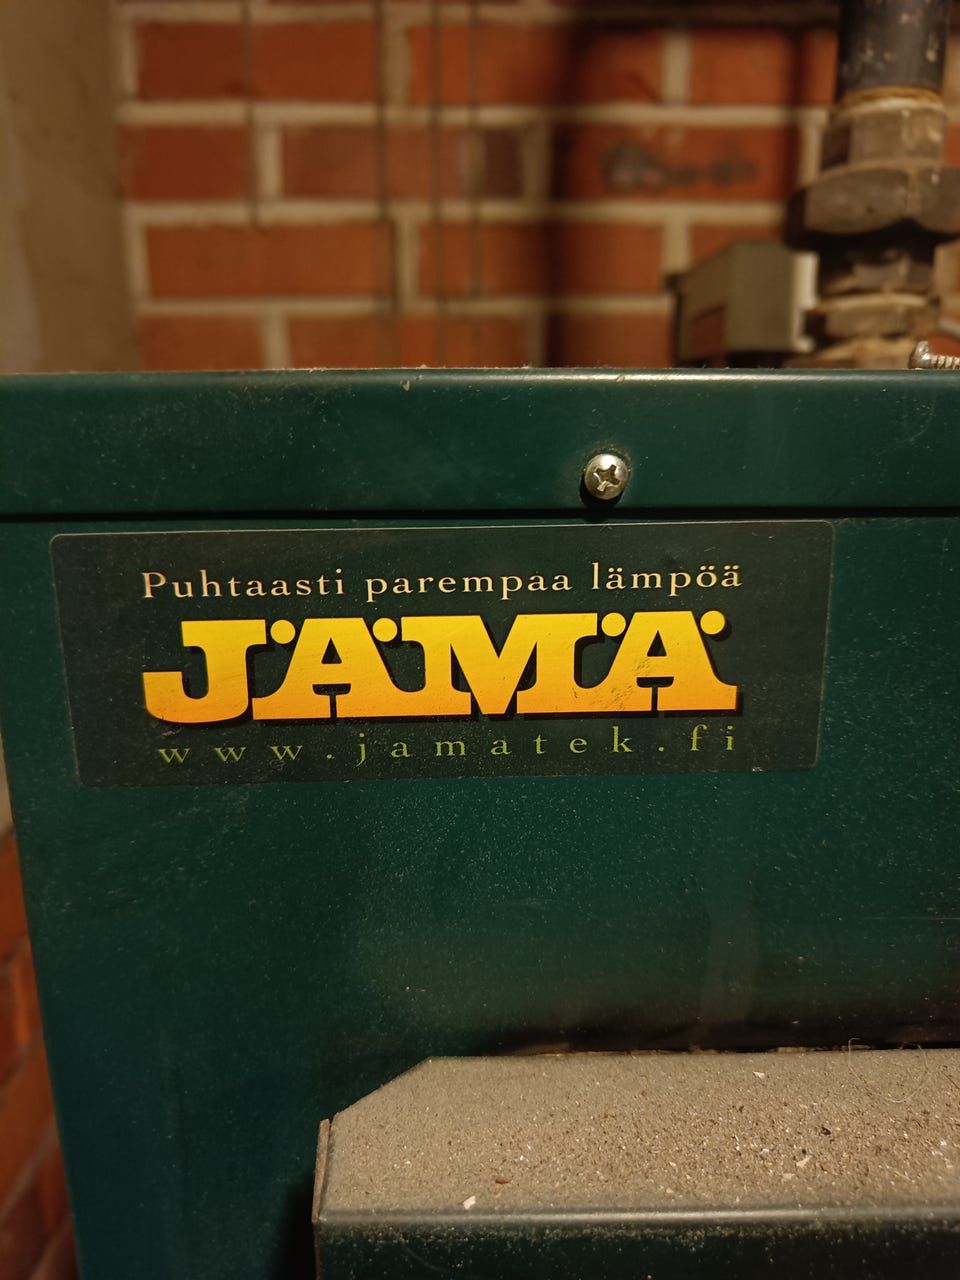 Puhtaasti parempaa lämpöä
JÄMÄ
www.jamatek.fi